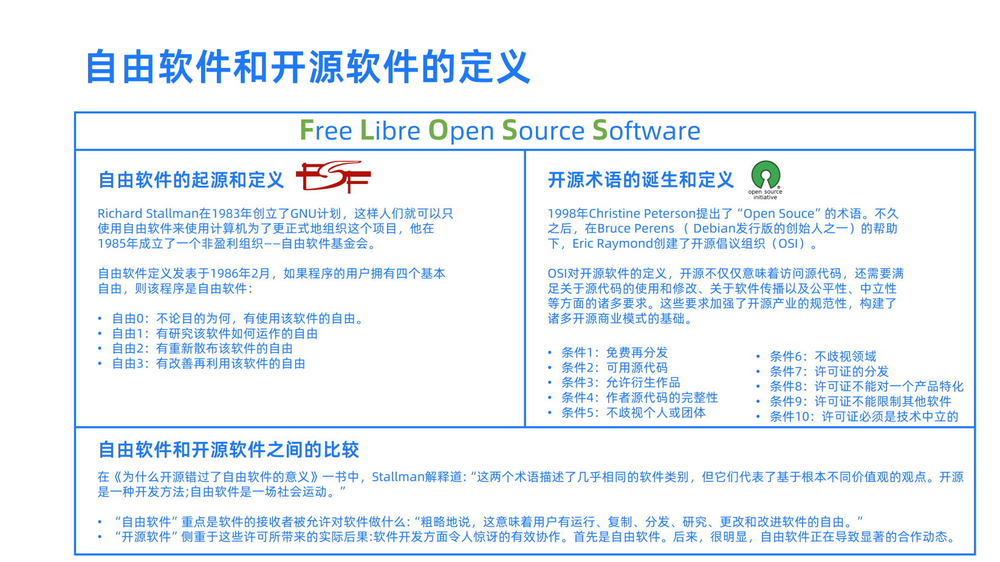 自由软件和开源软件的定义
Free Libre Open Source Software
自由软件的起源和定义
FSF
Richard Stallman在1983年创立了GNU计划，这样人们就可以只
使用自由软件来使用计算机为了更正式地组织这个项目，他在
1985年成立了一个非盈利组织——自由软件基金会。
自由软件定义发表于1986年2月，如果程序的用户拥有四个基本
自由，则该程序是自由软件：
• 自由0：不论目的为何，有使用该软件的自由。
• 自由1：有研究该软件如何运作的自由
• 自由2：有重新散布该软件的自由
• 自由3：有改善再利用该软件的自由
开源术语的诞生和定义
open source
initiative
®
1998年Christine Peterson提出了 “Open Souce” 的术语。不久
之后，在Bruce Perens （ Debian发行版的创始人之一）的帮助
下，Eric Raymond创建了开源倡议组织（OSI）。
OSI对开源软件的定义，开源不仅仅意味着访问源代码，还需要满
足关于源代码的使用和修改、关于软件传播以及公平性、中立性
等方面的诸多要求。这些要求加强了开源产业的规范性，构建了
诸多开源商业模式的基础。
• 条件1：免费再分发
• 条件2：可用源代码
• 条件3：允许衍生作品
• 条件4：作者源代码的完整性
• 条件5：不歧视个人或团体
• 条件6：不歧视领域
• 条件7：许可证的分发
• 条件8：许可证不能对一个产品特化
• 条件9：许可证不能限制其他软件
• 条件10：许可证必须是技术中立的
自由软件和开源软件之间的比较
在《为什么开源错过了自由软件的意义》一书中，Stallman解释道：“这两个术语描述了几乎相同的软件类别，但它们代表了基于根本不同价值观的观点。开源
是一种开发方法;自由软件是一场社会运动。”
• “自由软件” 重点是软件的接收者被允许对软件做什么：“粗略地说，这意味着用户有运行、复制、分发、研究、更改和改进软件的自由。”
• “开源软件” 侧重于这些许可所带来的实际后果:软件开发方面令人惊讶的有效协作。首先是自由软件。后来，很明显，自由软件正在导致显著的合作动态。